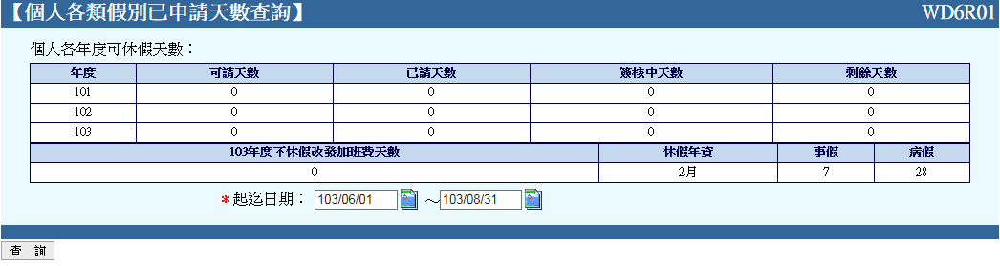 【個人各類假別已申請天數查詢】 WD6R01
個人各年度可休假天數：
年度 可請天數 已請天數 簽核中天數 剩餘天數
101 0 0 0 0
102 0 0 0 0
103 0 0 0 0
103年度不休假改發加班費天數 休假年資 事假 病假
0 2月 7 28
*起迄日期： 103/06/01 ～ 103/08/31
查 詢